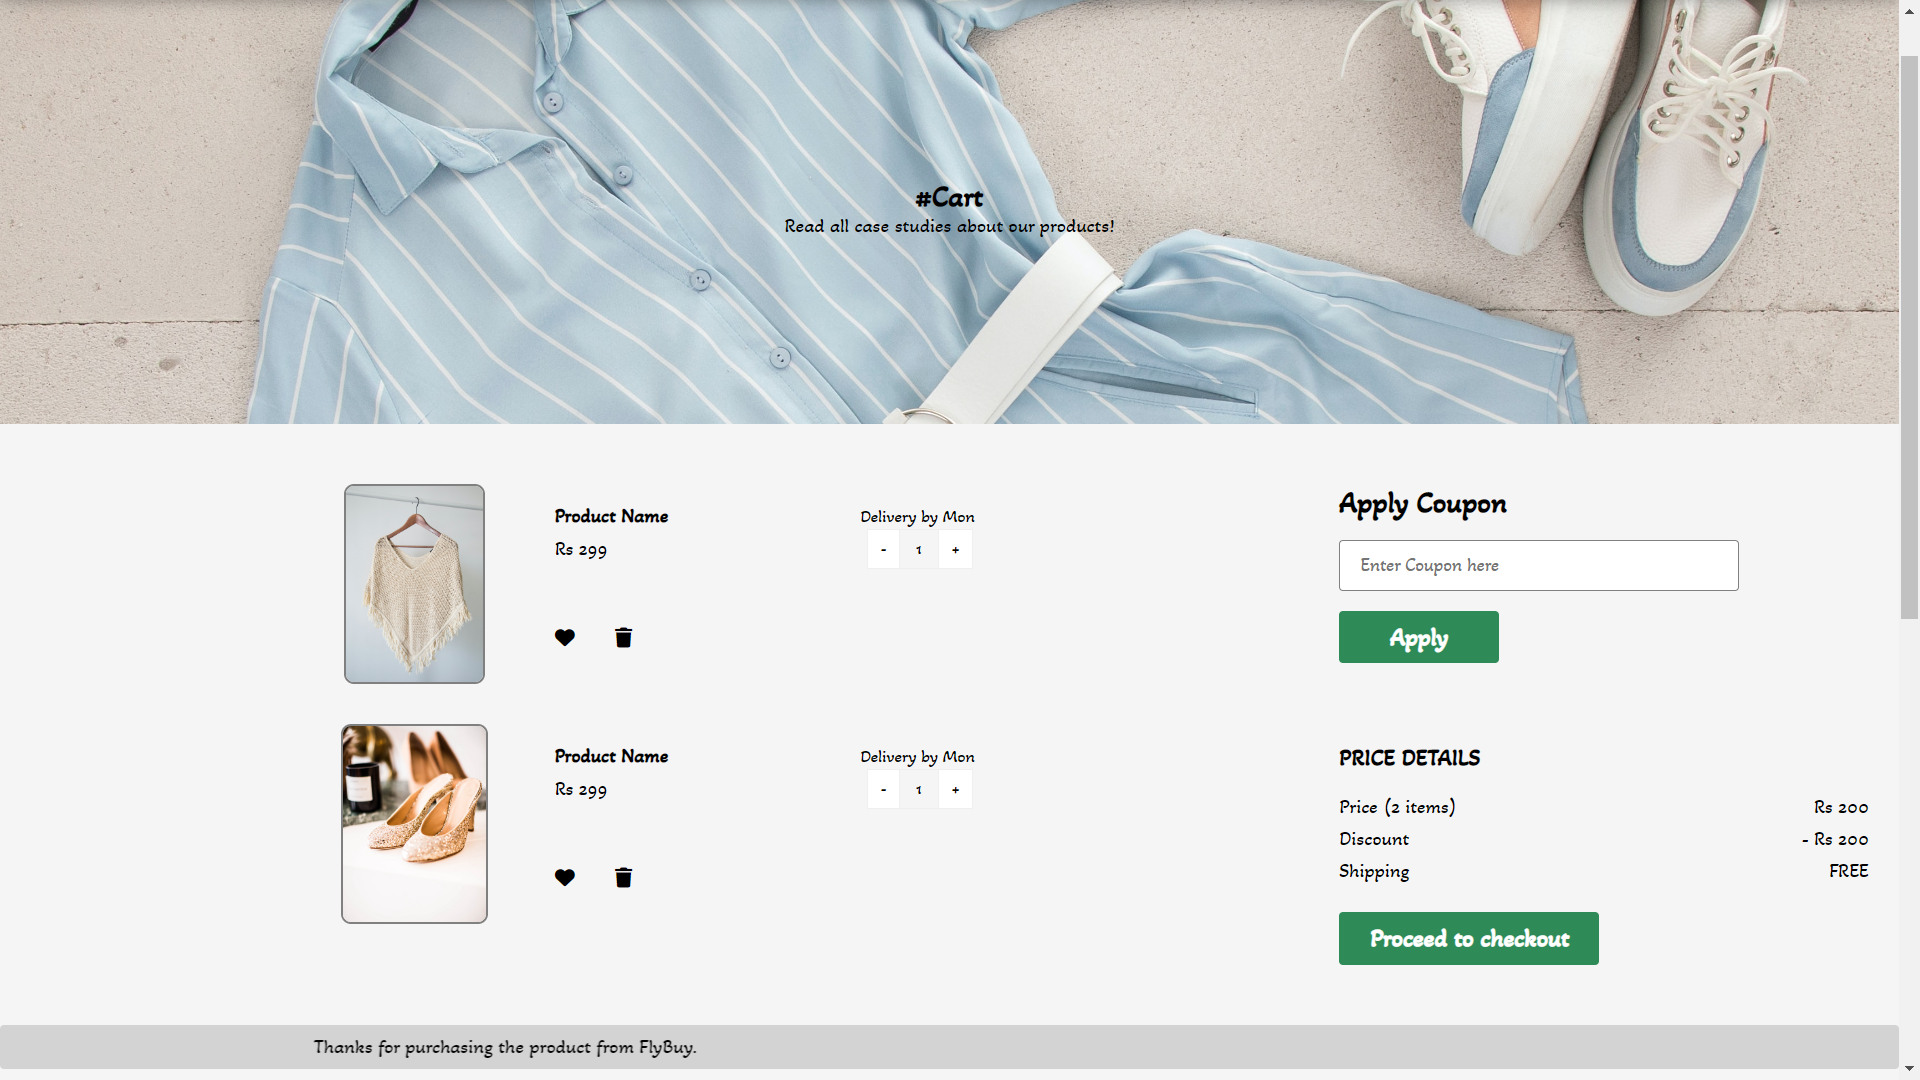 #Cart
Read all case studies about our products!
Product Name
Rs 299
Delivery by Mon
- 1 +
Product Name
Rs 299
Delivery by Mon
- 1 +
Apply Coupon
Enter Coupon here
Apply
PRICE DETAILS
Price (2 items) Rs 200
Discount - Rs 200
Shipping FREE
Proceed to checkout
Thanks for purchasing the product from FlyBuy.